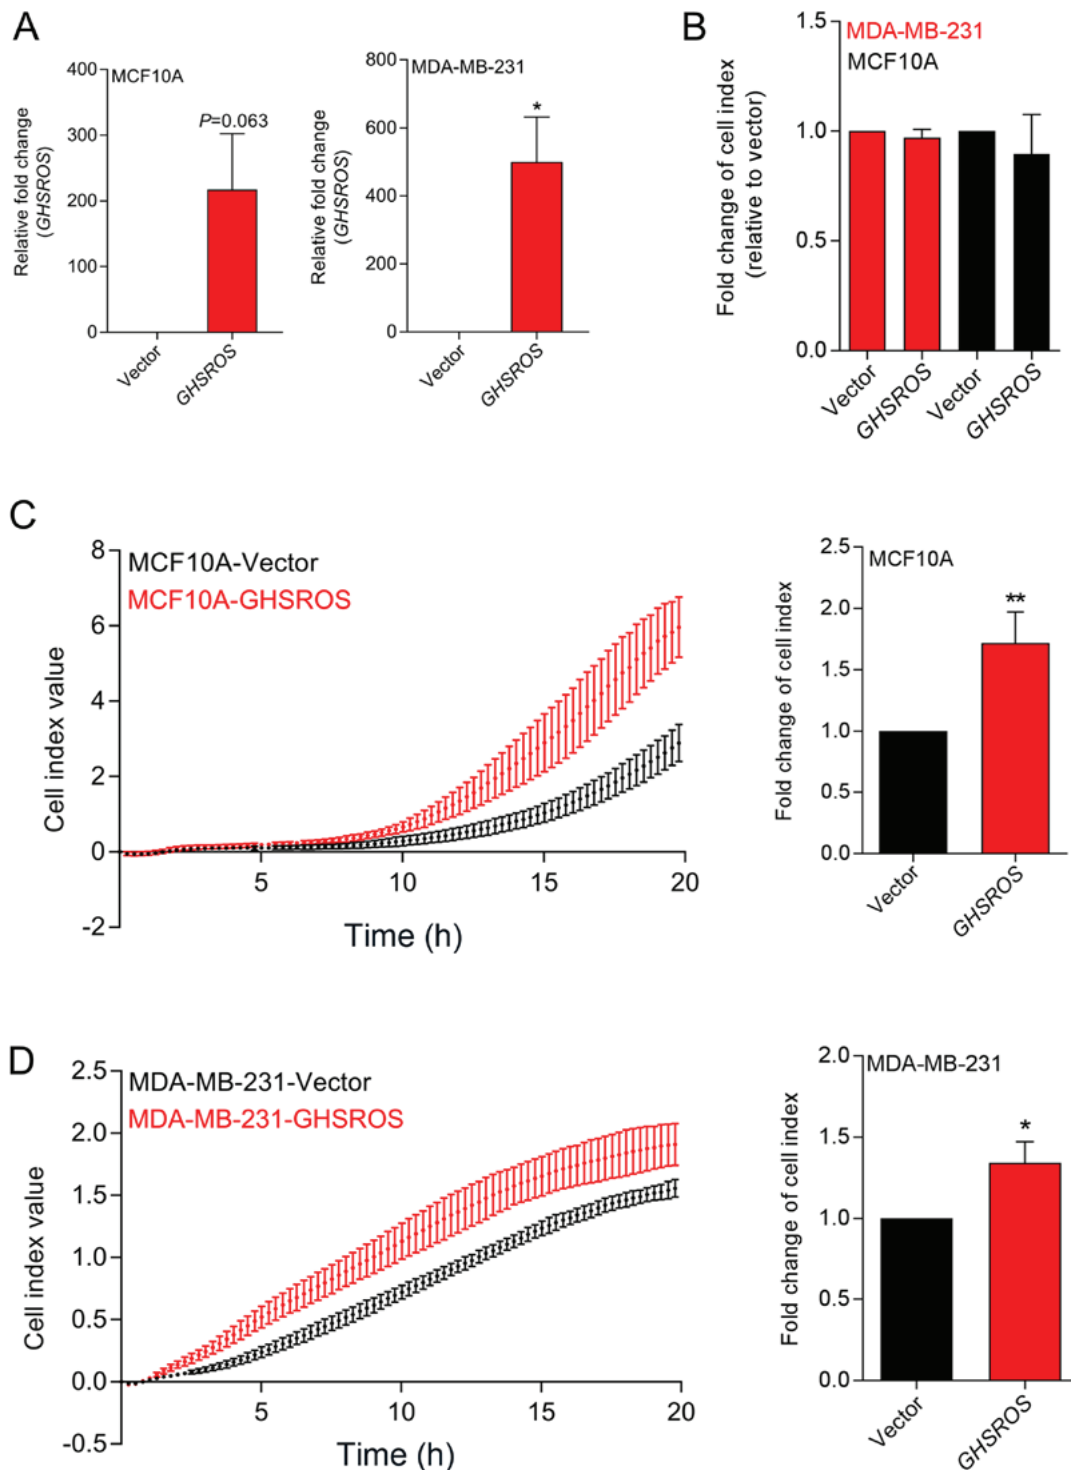 A
MCF10A
Relative fold change
(GHSROS)
400
300
200
100
0
P=0.063
Vector
GHSROS
MDA-MB-231
Relative fold change
(GHSROS)
800
600
400
200
0
*
Vector
GHSROS
B
MDA-MB-231
MCF10A
Fold change of cell index
(relative to vector)
1.5
1.0
0.5
0.0
Vector
GHSROS
Vector
GHSROS
C
MCF10A-Vector
MCF10A-GHSROS
Cell index value
8
6
4
2
0
-2
5
10
15
20
Time (h)
MCF10A
Fold change of cell index
2.5
2.0
1.5
1.0
0.5
0.0
**
Vector
GHSROS
D
MDA-MB-231-Vector
MDA-MB-231-GHSROS
Cell index value
2.5
2.0
1.5
1.0
0.5
0.0
-0.5
5
10
15
20
Time (h)
MDA-MB-231
Fold change of cell index
2.0
1.5
1.0
0.5
0.0
*
Vector
GHSROS